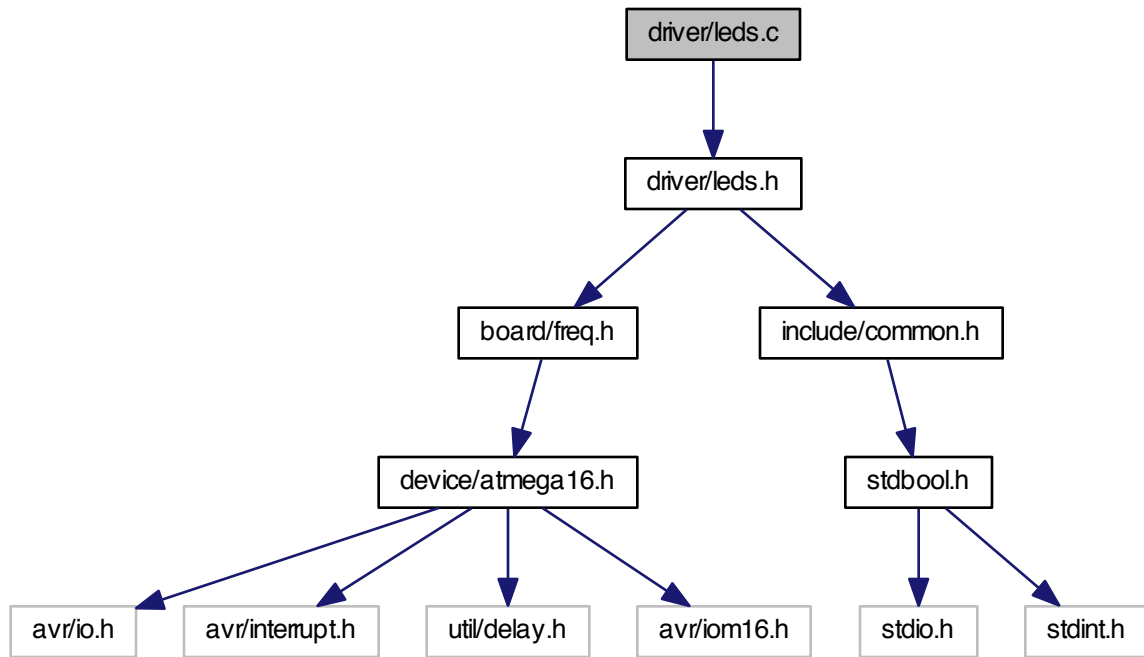 driver/leds.c
driver/leds.h
board/freq.h
include/common.h
device/atmega16.h
stdbool.h
avr/io.h
avr/interrupt.h
util/delay.h
avr/iom16.h
stdio.h
stdint.h